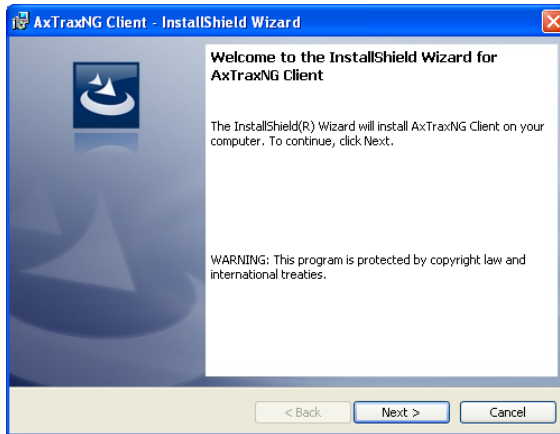 AxTraxNG Client - InstallShield Wizard
Welcome to the InstallShield Wizard for
AxTraxNG Client
The InstallShield(R) Wizard will install AxTraxNG Client on your
computer. To continue, click Next.
WARNING: This program is protected by copyright law and
international treaties.
< Back
Next >
Cancel